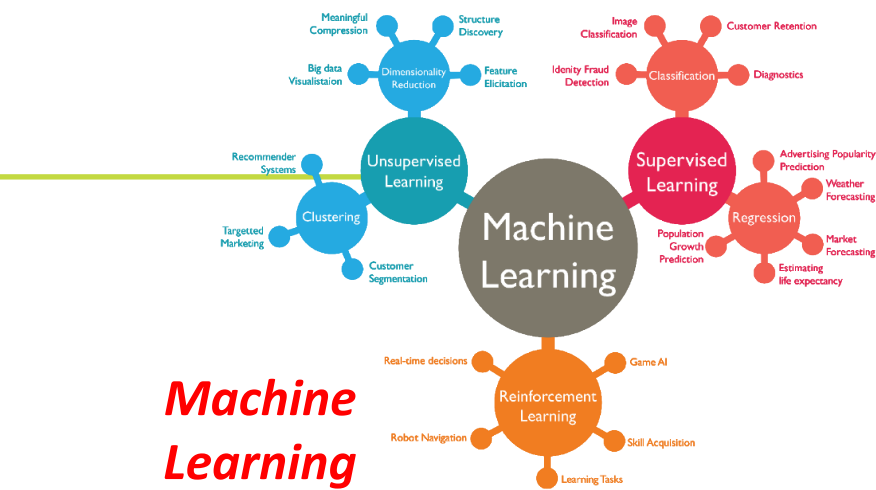 Meaningful
Compression
Structure
Discovery
Big data
Visualistaion
Dimensionality
Reduction
Feature
Elicitation
Recommender
Systems
Unsupervised
Learning
Clustering
Targetted
Marketing
Customer
Segmentation
Image
Classification
Customer Retention
Idenity Fraud
Detection
Classification
Diagnostics
Supervised
Learning
Advertising Popularity
Prediction
Weather
Forecasting
Regression
Population
Growth
Prediction
Market
Forecasting
Estimating
life expectancy
Machine
Learning
Real-time decisions
Game AI
Reinforcement
Learning
Robot Navigation
Skill Acquisition
Learning Tasks
Machine
Learning